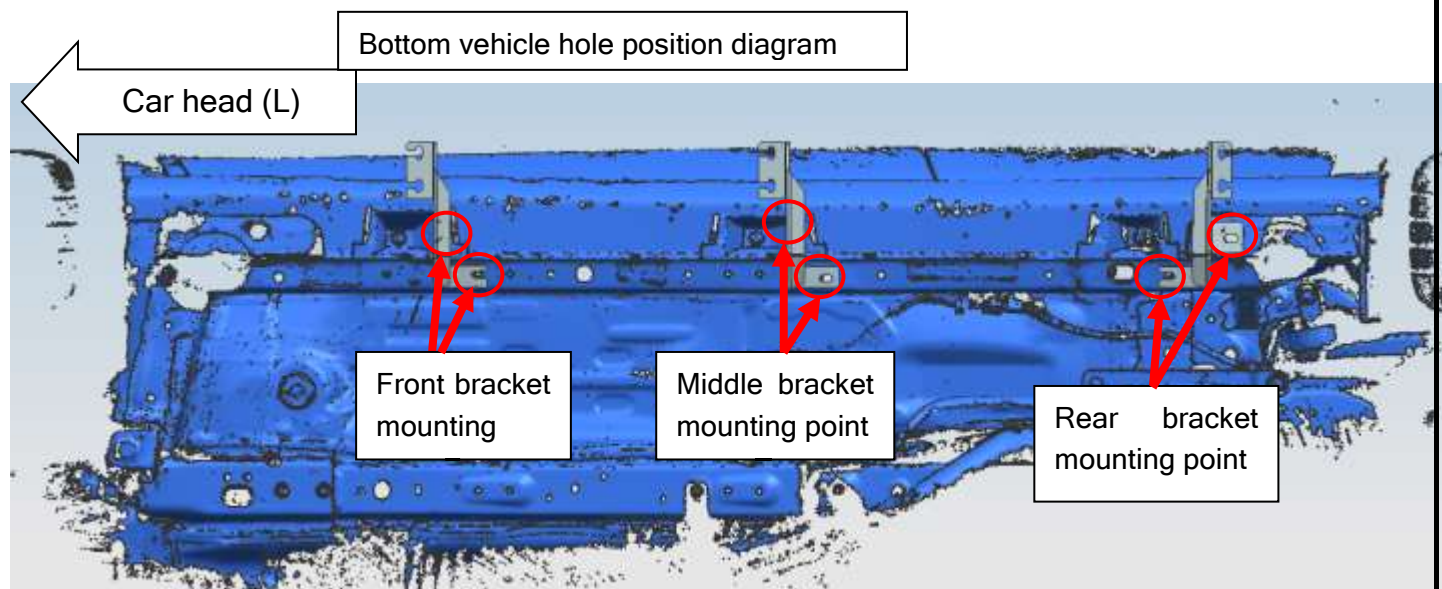 Bottom vehicle hole position diagram
Car head (L)
Front bracket
mounting
Middle bracket
mounting point
Rear bracket
mounting point